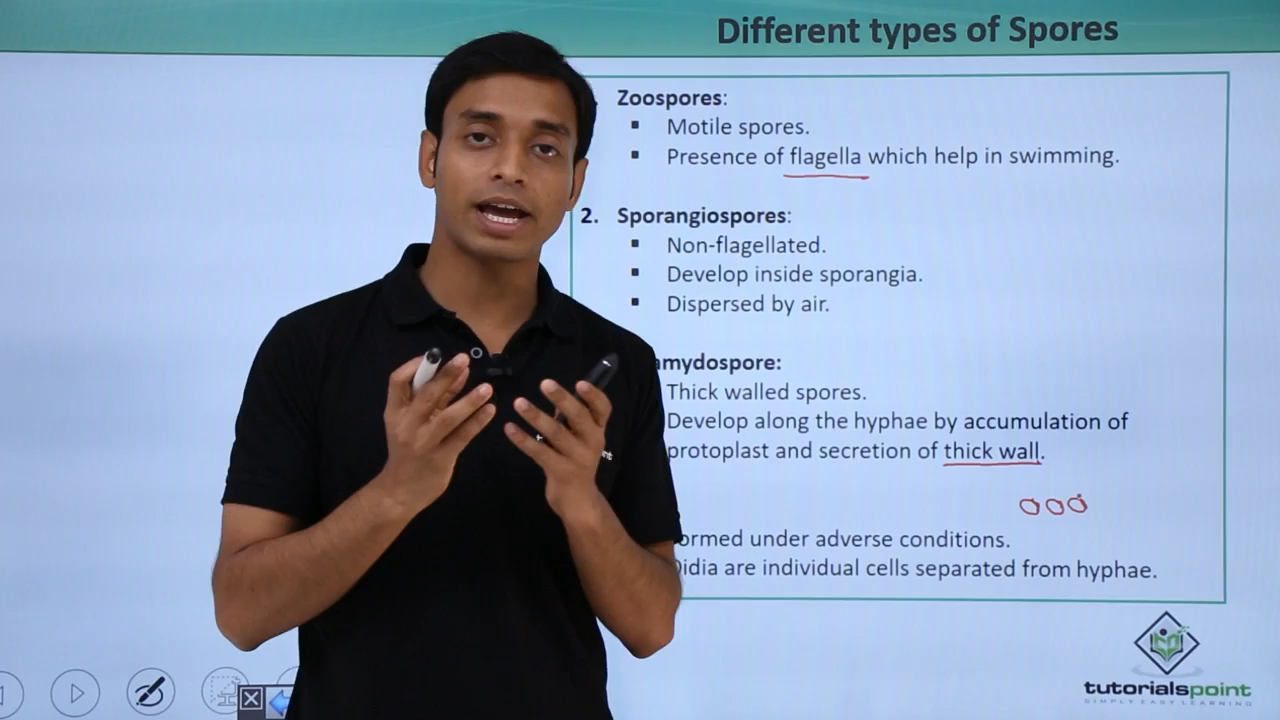 Different types of Spores
Zoospores:
Motile spores.
Presence of flagella which help in swimming.
2. Sporangiospores:
Non-flagellated.
Develop inside sporangia.
Dispersed by air.
amydospore:
Thick walled spores.
Develop along the hyphae by accumulation of
protoplast and secretion of thick wall.
ormed under adverse conditions.
idia are individual cells separated from hyphae.
tutorialspoint
SIMPLY EASY LEARNING